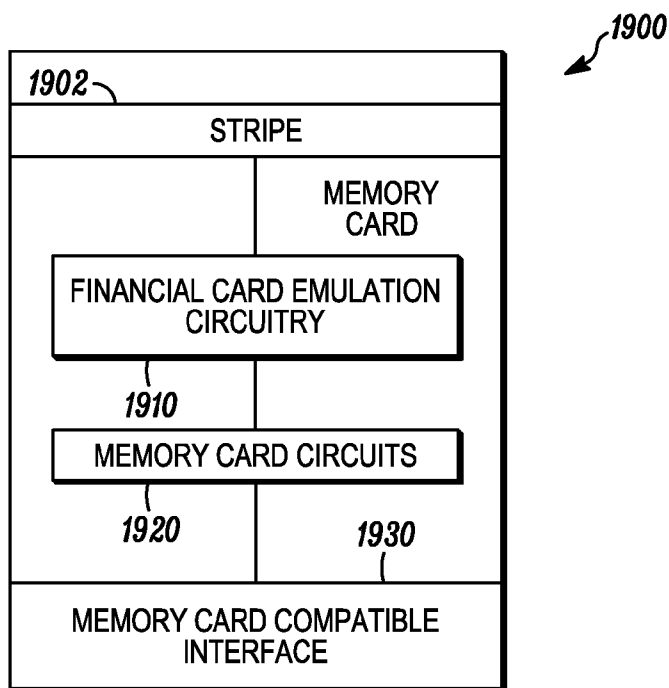 1900
1902
STRIPE
MEMORY
CARD
FINANCIAL CARD EMULATION
CIRCUITRY
1910
MEMORY CARD CIRCUITS
1920
1930
MEMORY CARD COMPATIBLE
INTERFACE